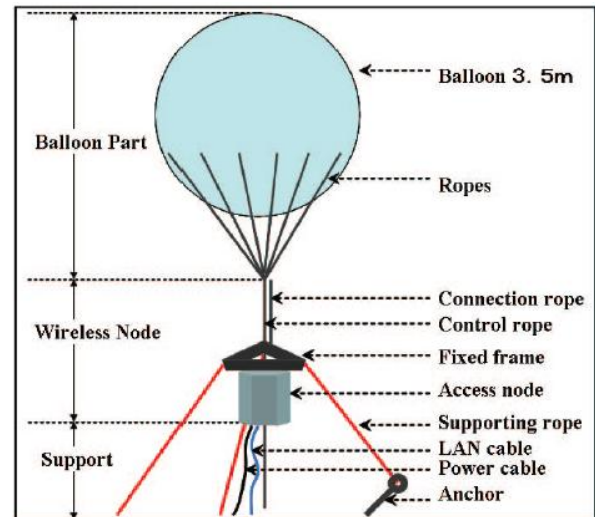 Balloon 3. 5m
Balloon Part
Ropes
Connection rope
Wireless Node
Control rope
Fixed frame
Access node
Supporting rope
Support
LAN cable
Power cable
Anchor